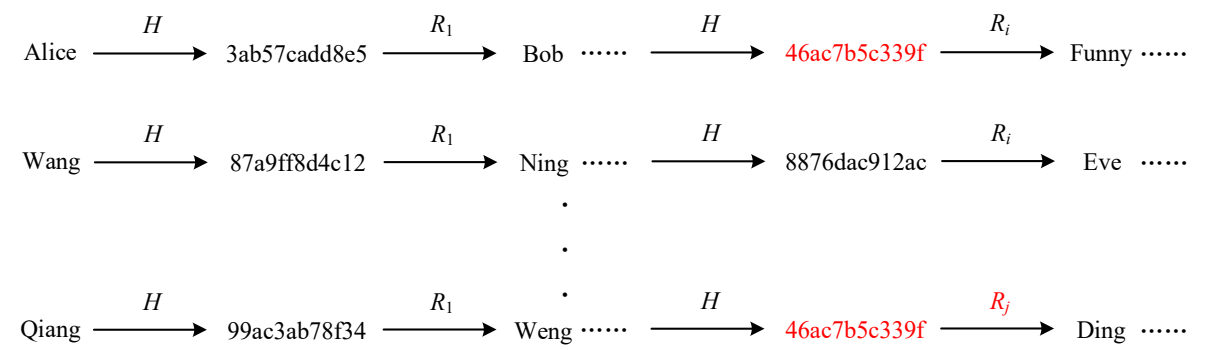 H R1 H Ri
Alice 3ab57cadd8e5 Bob ...... 46ac7b5c339f Funny ......
H R1 H Ri
Wang 87a9ff8d4c12 Ning ...... 8876dac912ac Eve ......
H R1 H Rj
Qiang 99ac3ab78f34 Weng ...... 46ac7b5c339f Ding ......